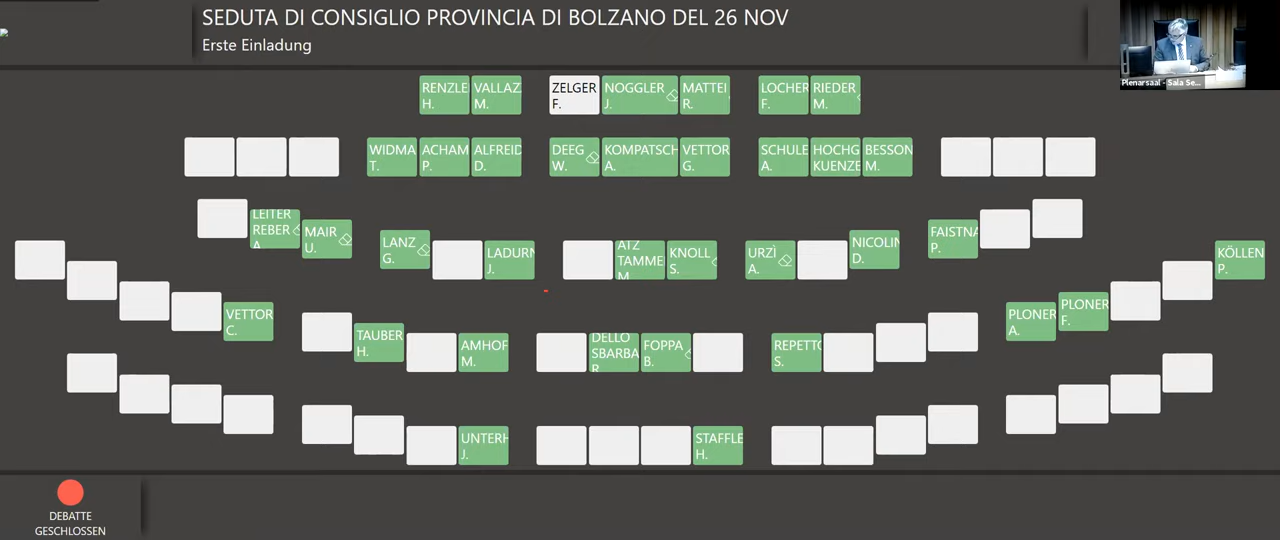 SEDUTA DI CONSIGLIO PROVINCIA DI BOLZANO DEL 26 NOV
Erste Einladung
Plenarsaal - Sala Se...
RENZLE
H.
VALLAZ
M.
ZELGER
F.
NOGGLER
J.
MATTEI
R.
LOCHER
F.
RIEDER
M.
WIDMA
T.
ACHAM
P.
ALFREID
D.
DEEG
W.
KOMPATSCH
A.
VETTOR
G.
SCHULE
A.
HOCHG
KUENZE
BESSON
M.
LEITER
REBER
A.
MAIR
U.
LANZ
G.
LADURN
J.
ATZ
TAMME
M.
KNOLL
S.
URZÌ
A.
NICOLIN
D.
FAISTNA
P.
KÖLLEN
P.
VETTOR
C.
TAUBER
H.
AMHOF
M.
DELLO
SBARBA
R.
FOPPA
B.
REPETTO
S.
PLONER
A.
PLONER
F.
UNTERH
J.
STAFFLE
H.
DEBATTE
GESCHLOSSEN